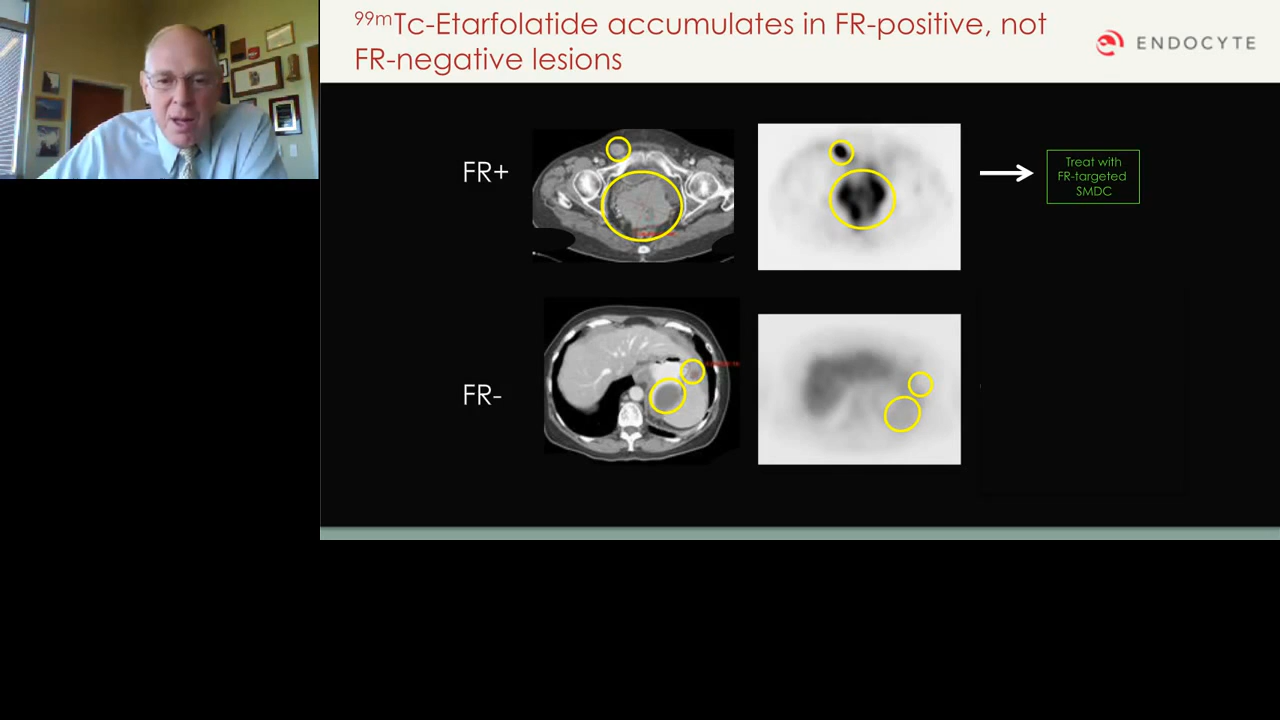 99mTc-Etarfolatide accumulates in FR-positive, not
FR-negative lesions
ENDOCYTE
FR+
Treat with
FR-targeted
SMDC
FR-